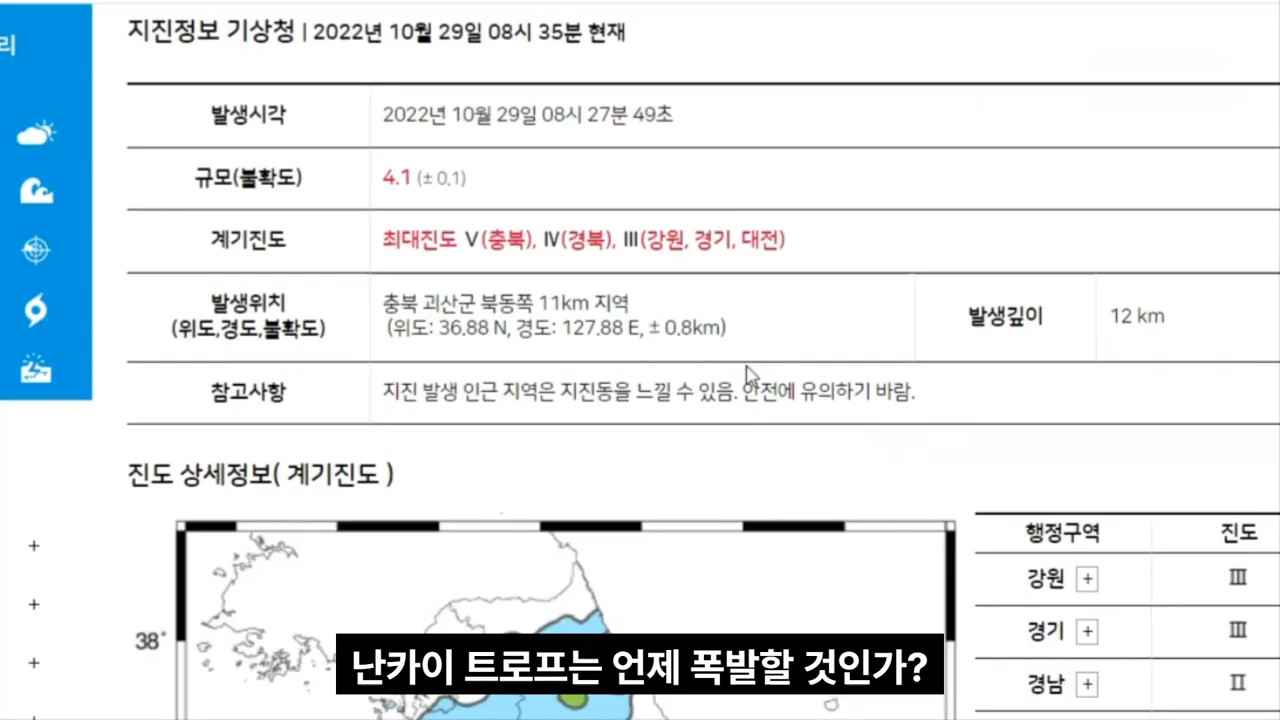 리
지진정보 기상청 | 2022년 10월 29일 08시 35분 현재
발생시각 2022년 10월 29일 08시 27분 49초
규모(불확도) 4.1 (± 0.1)
계기진도 최대진도 Ⅴ(충북), Ⅳ(경북), Ⅲ(강원, 경기, 대전)
발생위치
(위도,경도,불확도)
충북 괴산군 북동쪽 11km 지역
(위도: 36.88 N, 경도: 127.88 E, ± 0.8km)
발생깊이 12 km
참고사항 지진 발생 인근 지역은 지진동을 느낄 수 있음. 안전에 유의하기 바람.
진도 상세정보( 계기진도 )
38°
행정구역 진도
강원 + Ⅲ
경기 + Ⅲ
경남 + Ⅱ
난카이 트로프는 언제 폭발할 것인가?